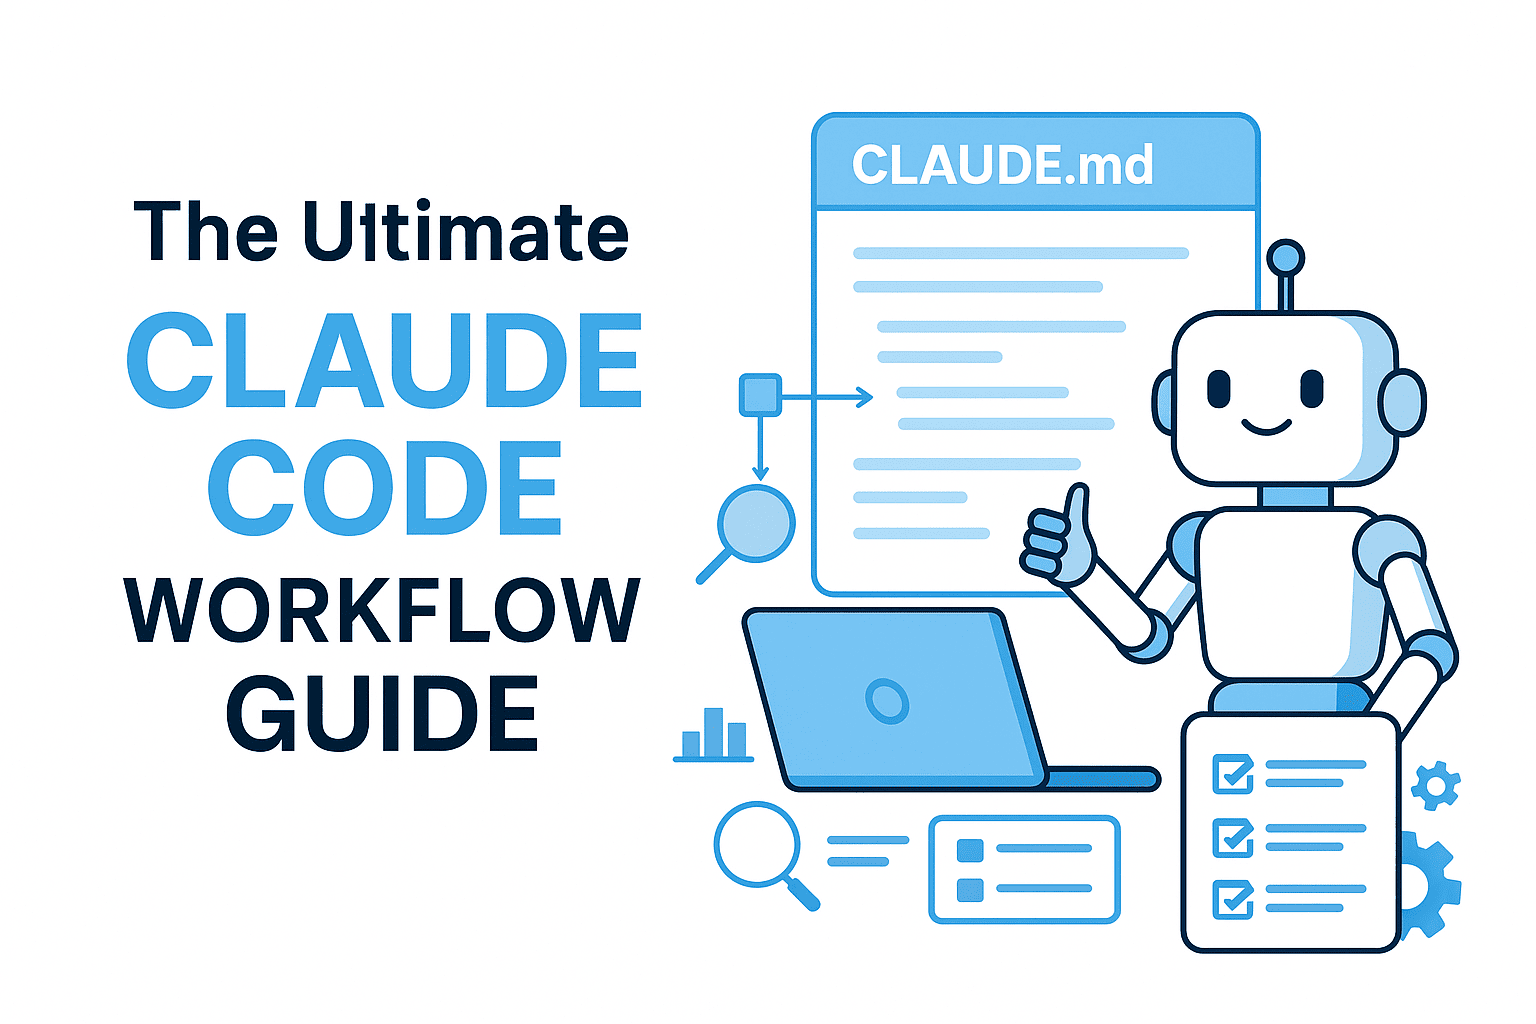 The Ultimate
CLAUDE
CODE
WORKFLOW
GUIDE
CLAUDE.md